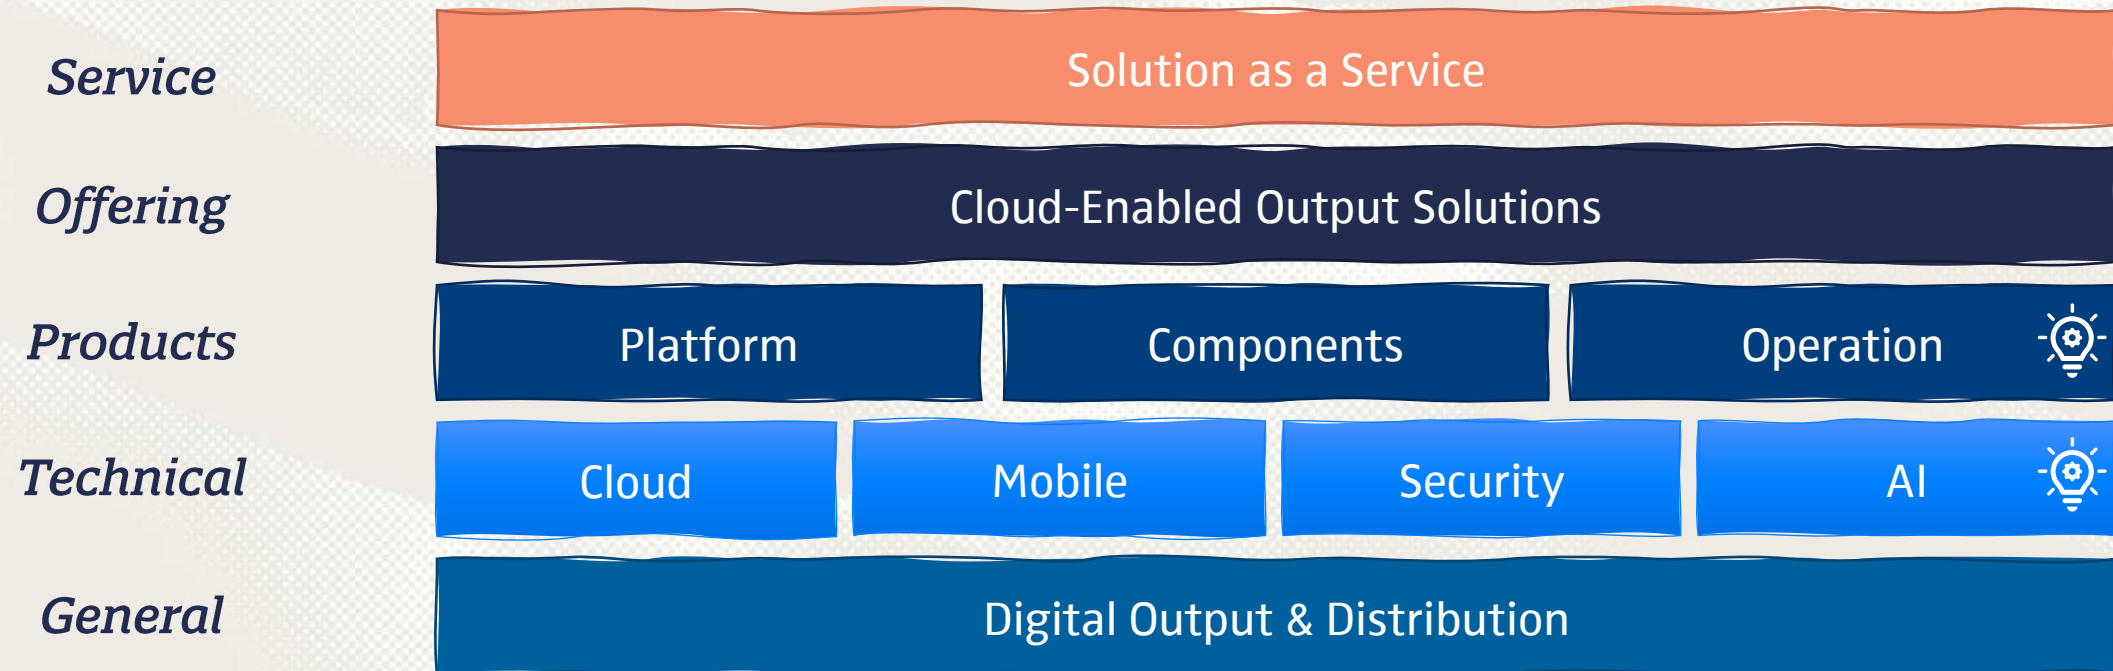 Service
Solution as a Service
Offering
Cloud-Enabled Output Solutions
Products
Platform
Components
Operation
Technical
Cloud
Mobile
Security
AI
General
Digital Output & Distribution